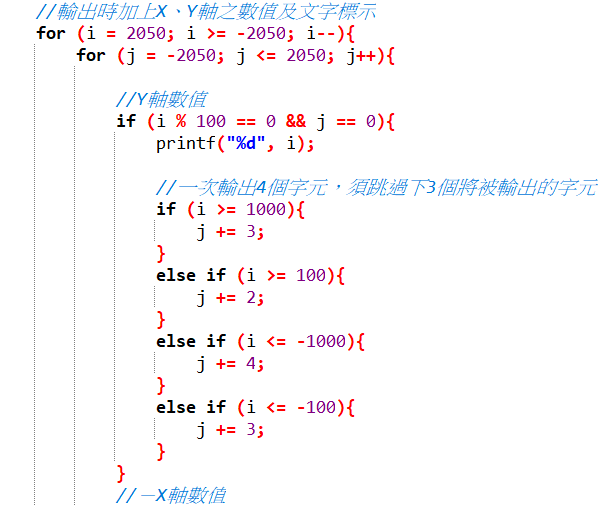 //輸出時加上X、Y軸之數值及文字標示
for (i = 2050; i >= -2050; i--){
for (j = -2050; j <= 2050; j++){
//Y軸數值
if (i % 100 == 0 && j == 0){
printf("%d", i);
//一次輸出4個字元，須跳過下3個將被輸出的字元
if (i >= 1000){
j += 3;
}
else if (i >= 100){
j += 2;
}
else if (i <= -1000){
j += 4;
}
else if (i <= -100){
j += 3;
}
}
//－X軸數值